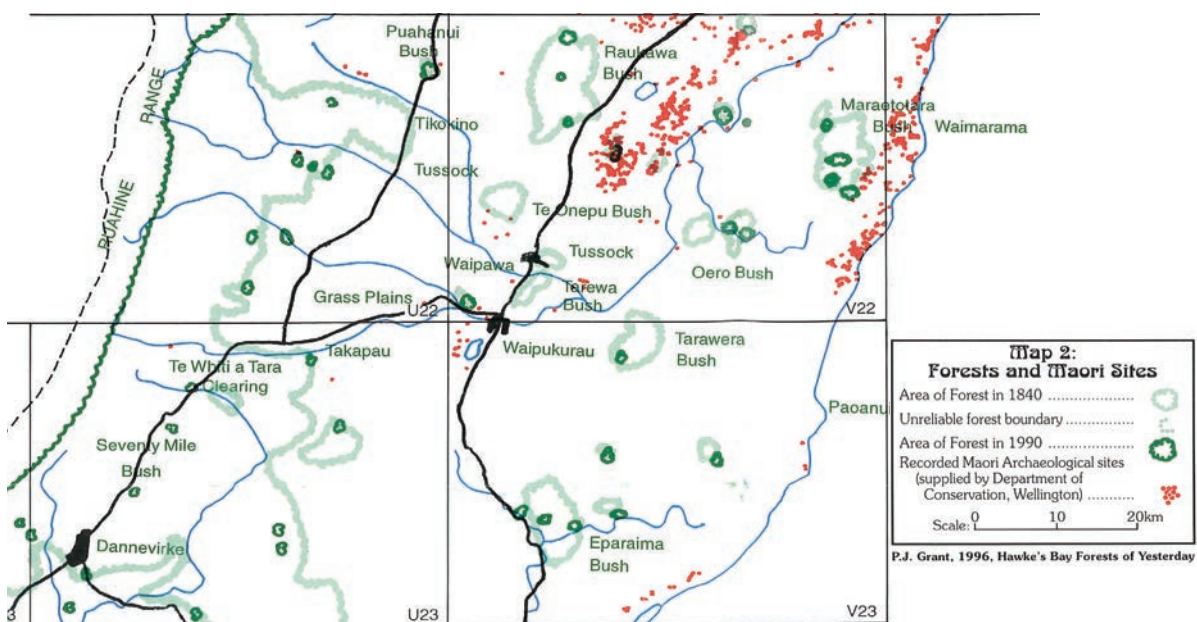 Puahanui
Bush
Raukawa
Bush
RANGE
Maraetotara
Bush
Waimarama
Tikokino
Tussock
RUAHINE
Te Onepu Bush
Tussock
Waipawa
Oero Bush
Grass Plains
Tarewa
Bush
U22
V22
Takapau
Waipukurau
Tarawera
Bush
Te Whiti a Tara
Clearing
Paoanui
Seventy Mile
Bush
Dannevirke
Eparaima
Bush
3
U23
V23
Map 2:
Forests and Maori Sites
Area of Forest in 1840 ..................
Unreliable forest boundary ...........
Area of Forest in 1990 ..................
Recorded Maori Archaeological sites
(supplied by Department of
Conservation, Wellington) ..........
Scale: 0 10 20km
P.J. Grant, 1996, Hawke's Bay Forests of Yesterday